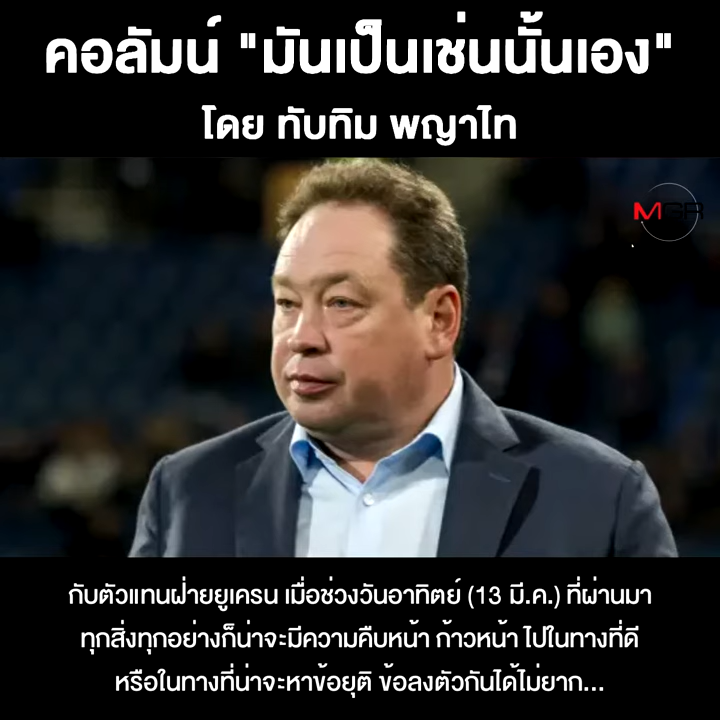 คอลัมน์ "มันเป็นเช่นนั้นเอง"
โดย ทับทิม พญาไท
MGR
กับตัวแทนฝ่ายยูเครน เมื่อช่วงวันอาทิตย์ (13 มี.ค.) ที่ผ่านมา
ทุกสิ่งทุกอย่างก็น่าจะมีความคืบหน้า ก้าวหน้า ไปในทางที่ดี
หรือในทางที่น่าจะหาข้อยุติ ข้อลงตัวกันได้ไม่ยาก...